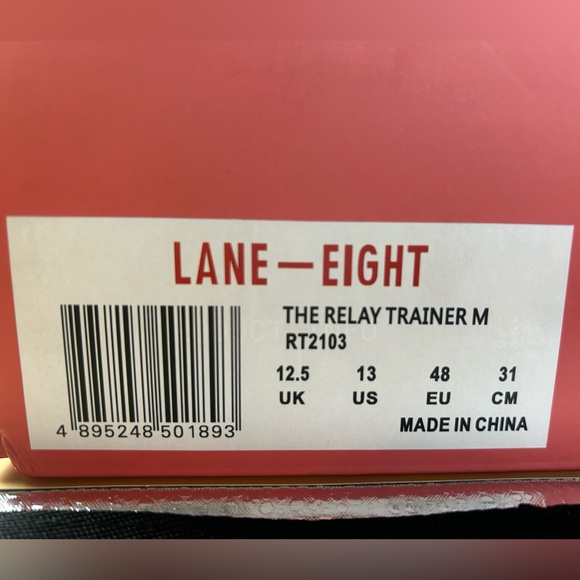 LANE—EIGHT
THE RELAY TRAINER M
RT2103
12.5 13 48 31
UK US EU CM
MADE IN CHINA
4 895248 501893